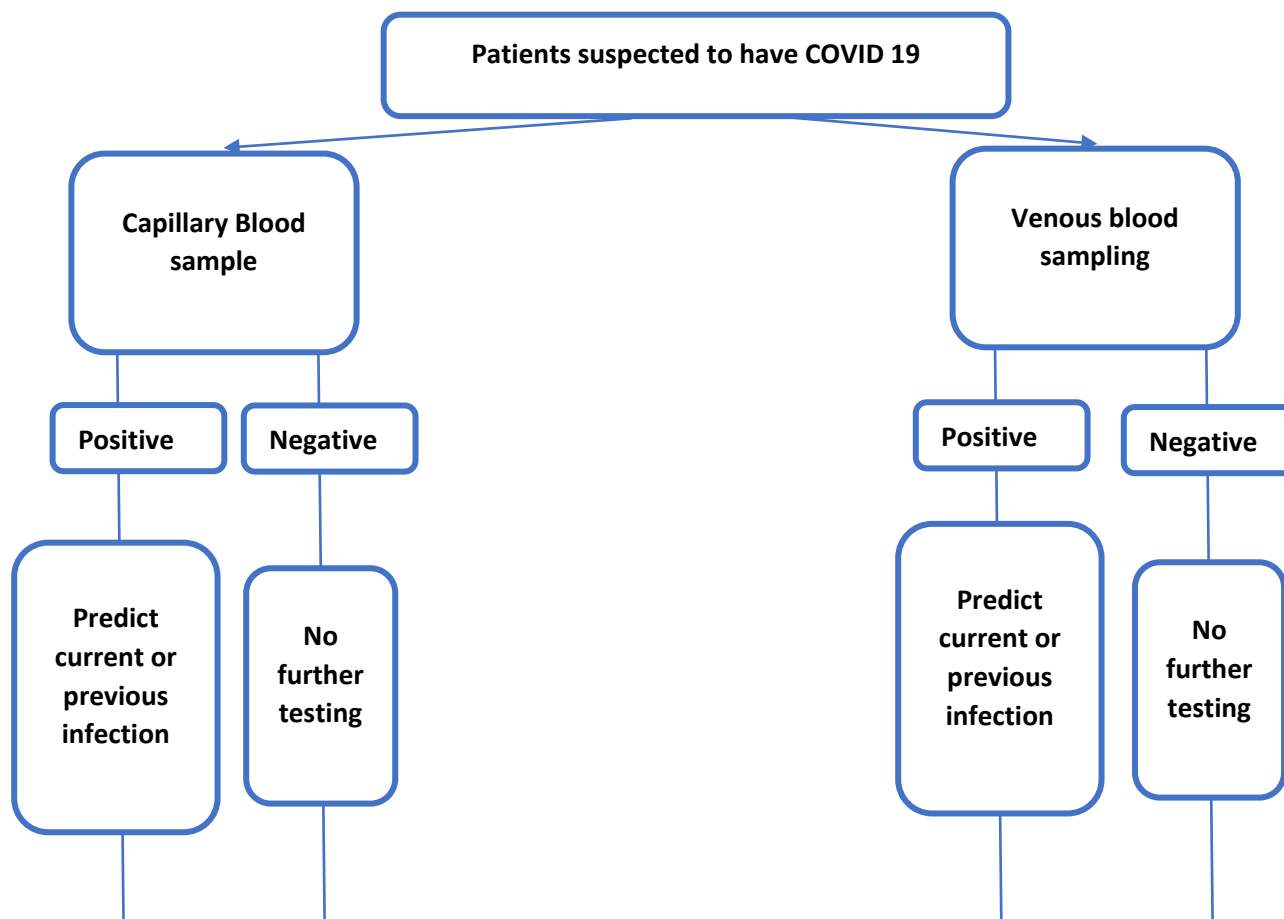 Patients suspected to have COVID 19
Capillary Blood
sample
Venous blood
sampling
Positive
Negative
Positive
Negative
Predict
current or
previous
infection
No
further
testing
Predict
current or
previous
infection
No
further
testing